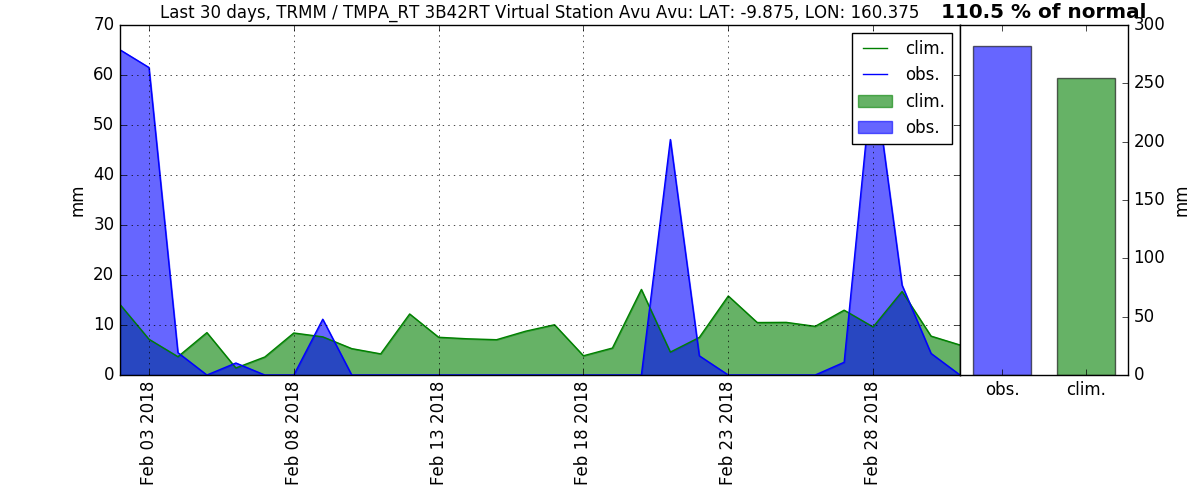 Last 30 days, TRMM / TMPA_RT 3B42RT Virtual Station Avu Avu: LAT: -9.875, LON: 160.375
110.5 % of normal
70
60
50
40
30
20
10
0
mm
clim.
obs.
clim.
obs.
Feb 03 2018
Feb 08 2018
Feb 13 2018
Feb 18 2018
Feb 23 2018
Feb 28 2018
300
250
200
150
100
50
0
mm
obs.
clim.